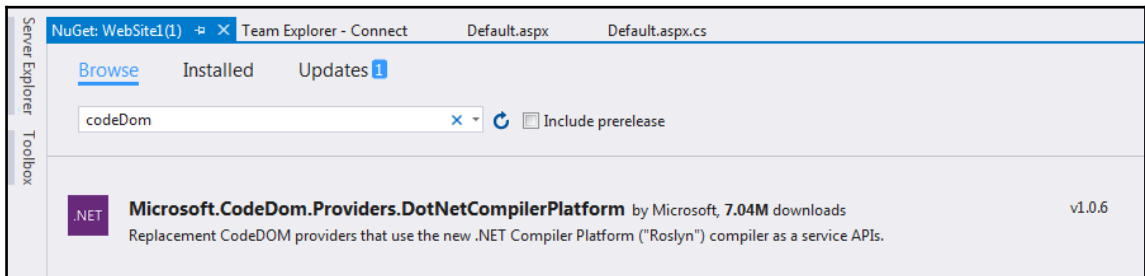 Server Explorer
Toolbox
NuGet: WebSite1(1) Team Explorer - Connect Default.aspx Default.aspx.cs
Browse Installed Updates 1
codeDom Include prerelease
.NET Microsoft.CodeDom.Providers.DotNetCompilerPlatform by Microsoft, 7.04M downloads v1.0.6
Replacement CodeDOM providers that use the new .NET Compiler Platform ("Roslyn") compiler as a service APIs.